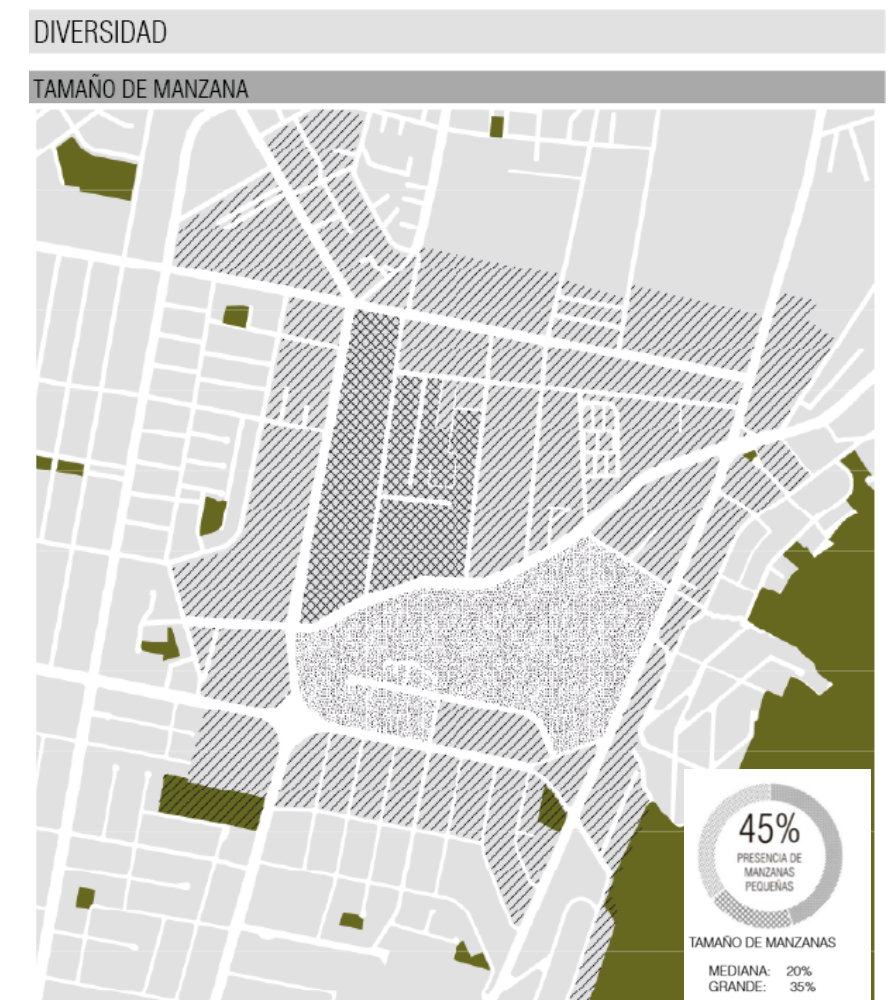 DIVERSIDAD
TAMAÑO DE MANZANA
45%
PRESENCIA DE
MANZANAS
PEQUEÑAS
TAMAÑO DE MANZANAS
MEDIANA: 20%
GRANDE: 35%